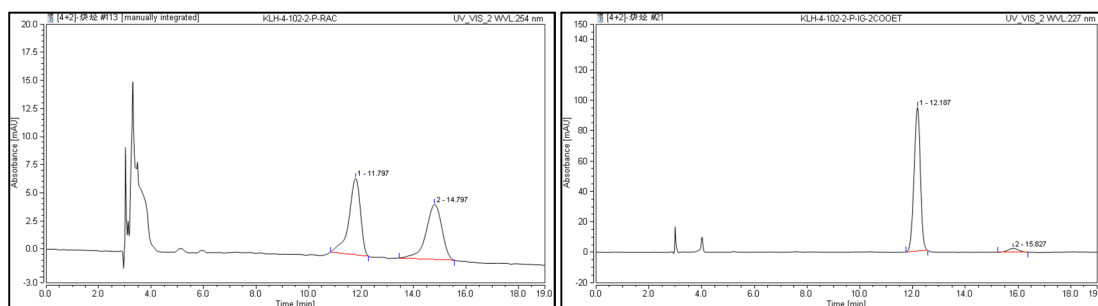 [4+2]-炔烃 #113 [manually integrated] KLH-4-102-2-P-RAC UV_VIS_2 WVL:254 nm
20.0
17.5
15.0
12.5
10.0
7.5
5.0
2.5
0.0
-3.0
Absorbance [mAU]
1 - 11.797
2 - 14.797
0.0 2.0 4.0 6.0 8.0 10.0 12.0 14.0 16.0 19.0
Time [min]
[4+2]-炔烃 #21 KLH-4-102-2-P-IG-2COOET UV_VIS_2 WVL:227 nm
150
120
100
80
60
40
20
0
-20
Absorbance [mAU]
1 - 12.187
2 - 15.827
0.0 2.0 4.0 6.0 8.0 10.0 12.0 14.0 16.0 19.0
Time [min]